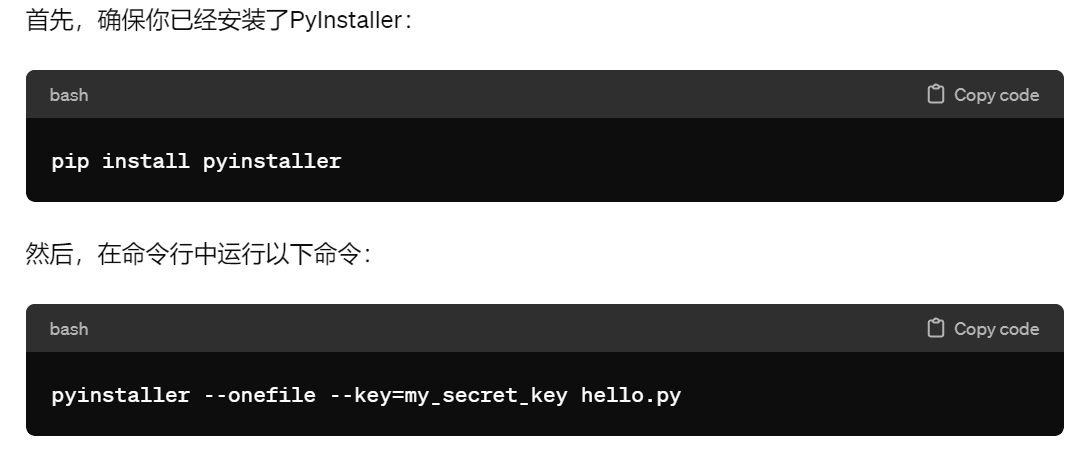 首先，确保你已经安装了PyInstaller：
bash Copy code
pip install pyinstaller
然后，在命令行中运行以下命令：
bash Copy code
pyinstaller --onefile --key=my_secret_key hello.py